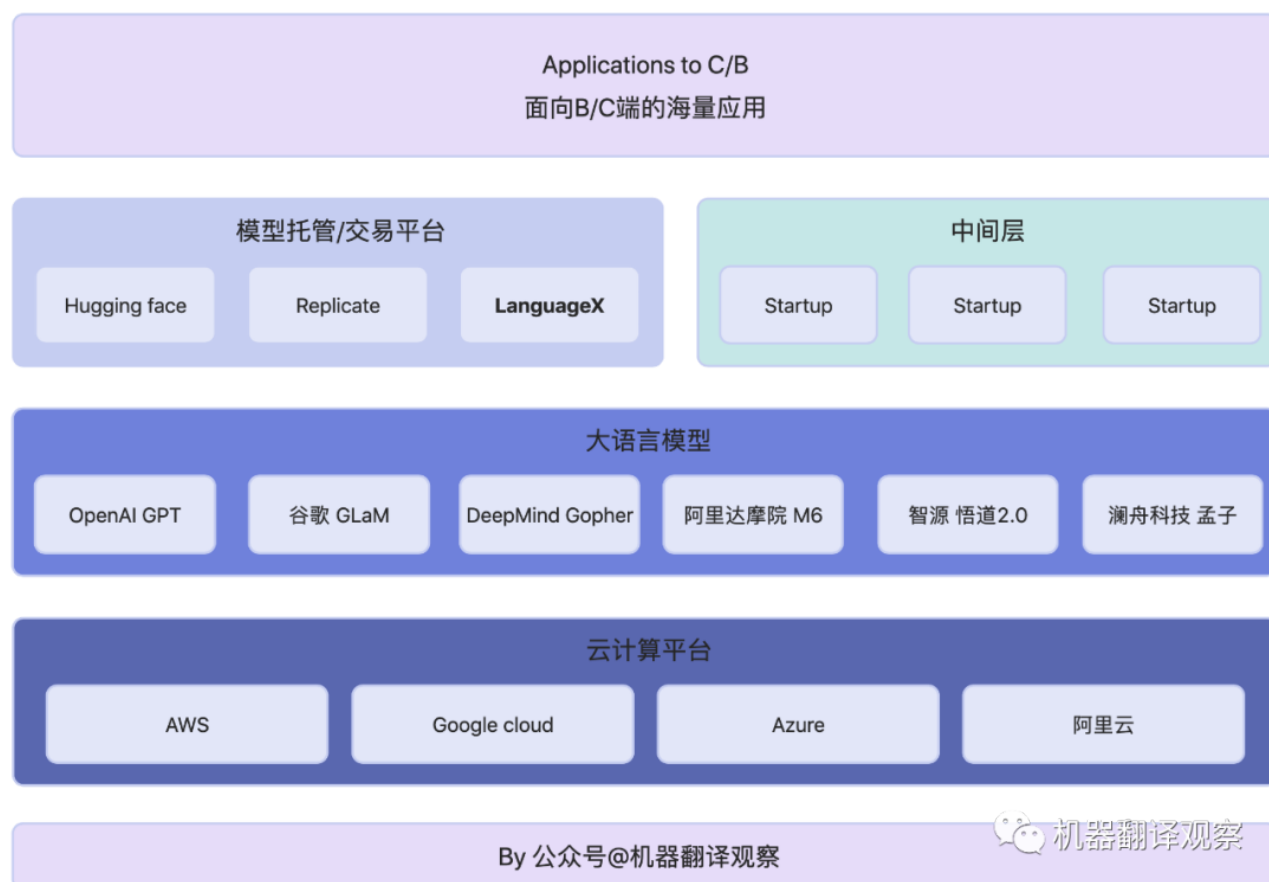 Applications to C/B
面向B/C端的海量应用
模型托管/交易平台
Hugging face
Replicate
LanguageX
中间层
Startup
Startup
Startup
大语言模型
OpenAI GPT
谷歌 GLaM
DeepMind Gopher
阿里达摩院 M6
智源 悟道2.0
澜舟科技 孟子
云计算平台
AWS
Google cloud
Azure
阿里云
机器翻译观察
By 公众号@机器翻译观察